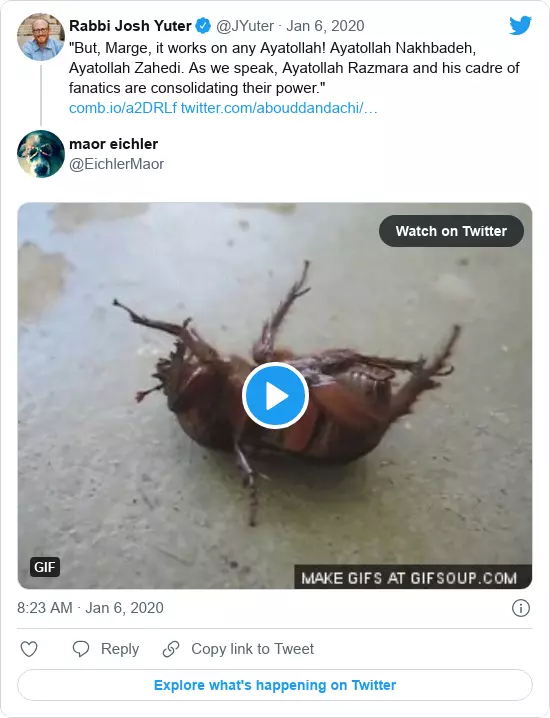 Rabbi Josh Yuter @JYuter · Jan 6, 2020
"But, Marge, it works on any Ayatollah! Ayatollah Nakhbadeh,
Ayatollah Zahedi. As we speak, Ayatollah Razmara and his cadre of
fanatics are consolidating their power."
comb.io/a2DRLf twitter.com/abouddandachi/…
maor eichler
@EichlerMaor
Watch on Twitter
GIF
MAKE GIFS AT GIFSOUP.COM
8:23 AM · Jan 6, 2020
Reply
Copy link to Tweet
Explore what's happening on Twitter